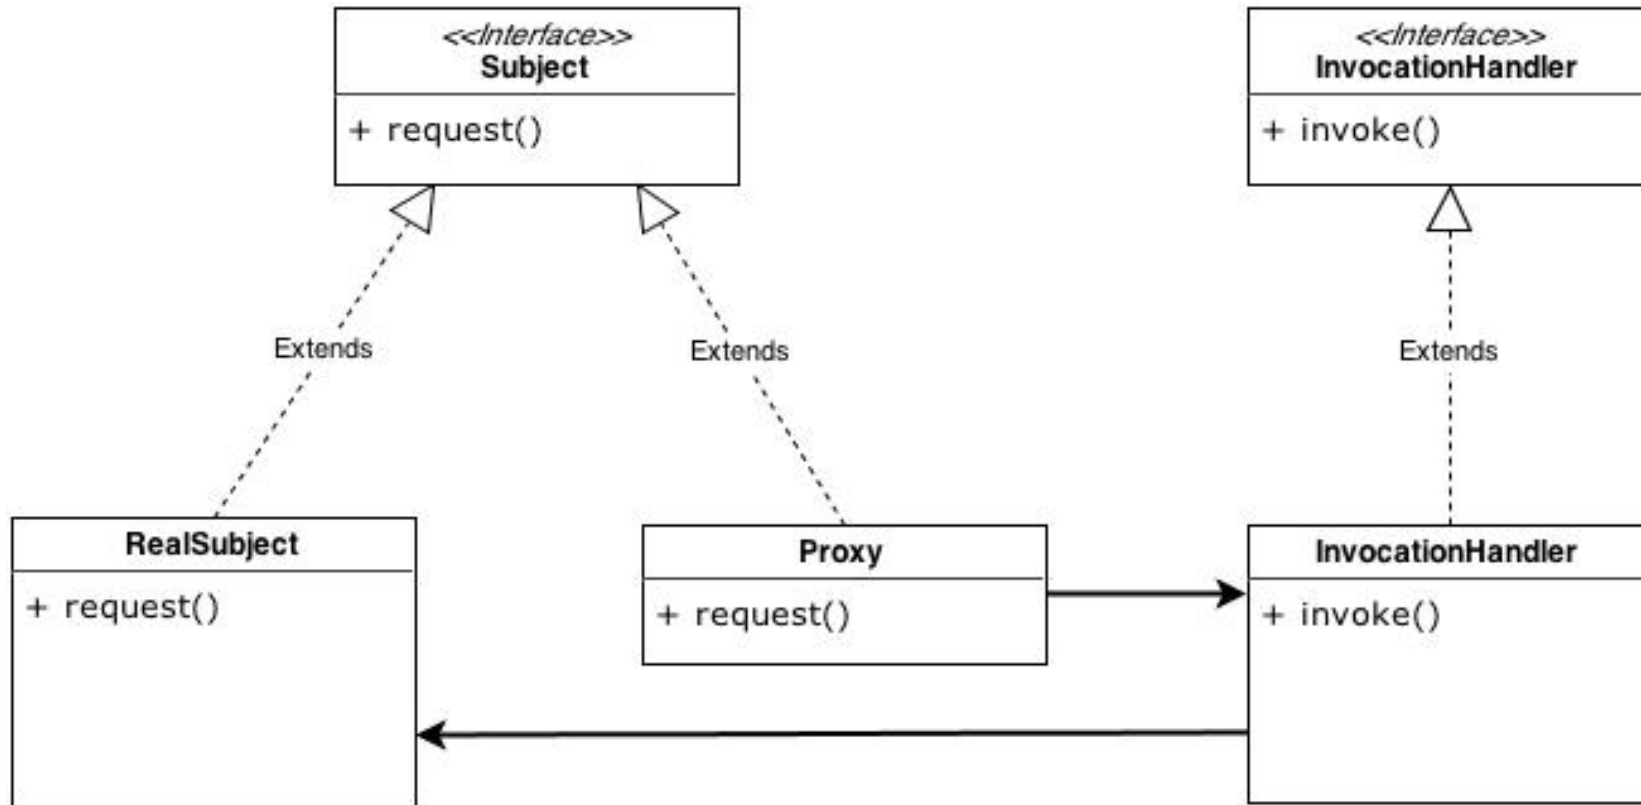 <<Interface>>
Subject
+ request()
<<Interface>>
InvocationHandler
+ invoke()
Extends
Extends
Extends
RealSubject
+ request()
Proxy
+ request()
InvocationHandler
+ invoke()